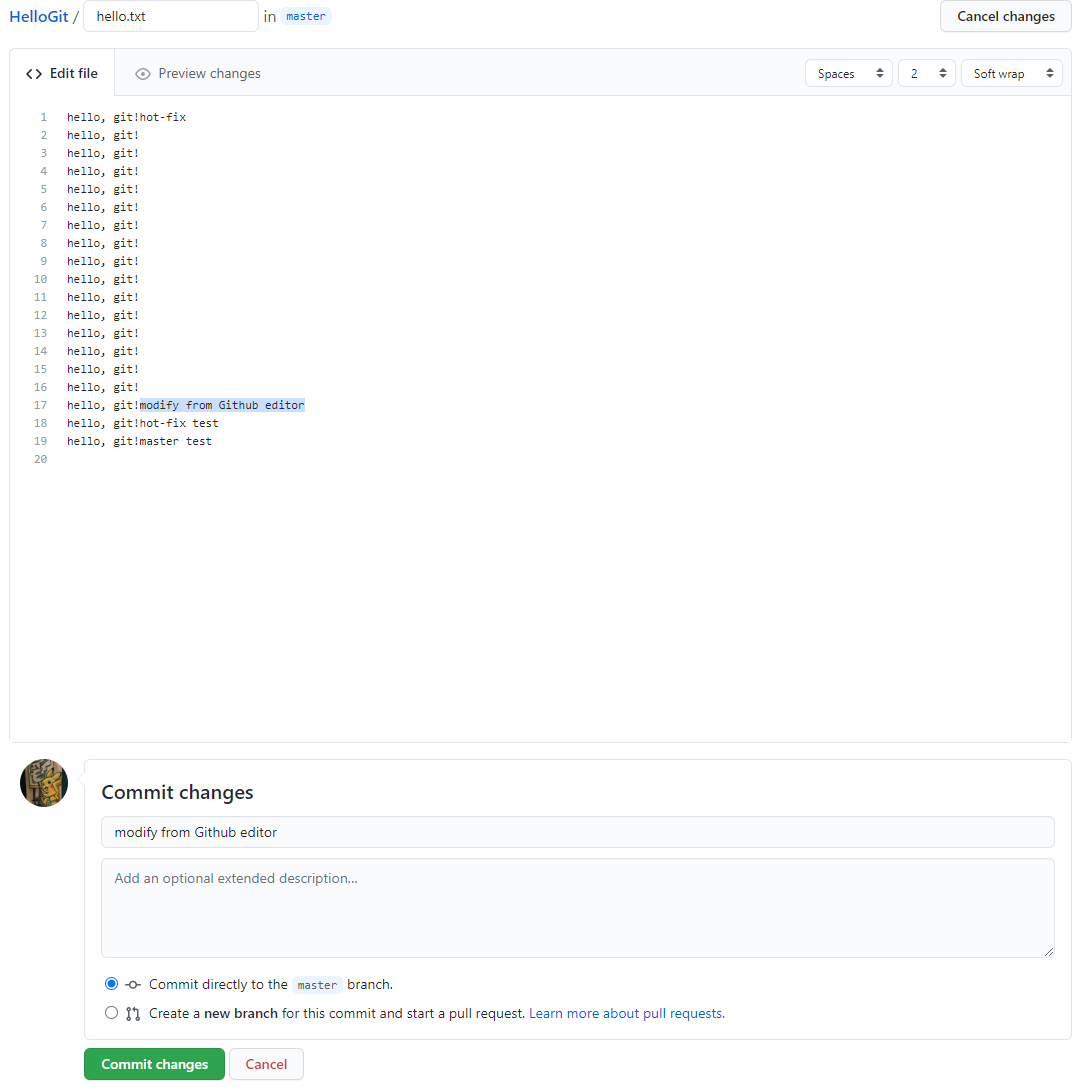 HelloGit / hello.txt in master Cancel changes
Edit file Preview changes Spaces 2 Soft wrap
1 hello, git!hot-fix
2 hello, git!
3 hello, git!
4 hello, git!
5 hello, git!
6 hello, git!
7 hello, git!
8 hello, git!
9 hello, git!
10 hello, git!
11 hello, git!
12 hello, git!
13 hello, git!
14 hello, git!
15 hello, git!
16 hello, git!
17 hello, git!modify from Github editor
18 hello, git!hot-fix test
19 hello, git!master test
20
Commit changes
modify from Github editor
Add an optional extended description...
Commit directly to the master branch.
Create a new branch for this commit and start a pull request. Learn more about pull requests.
Commit changes Cancel